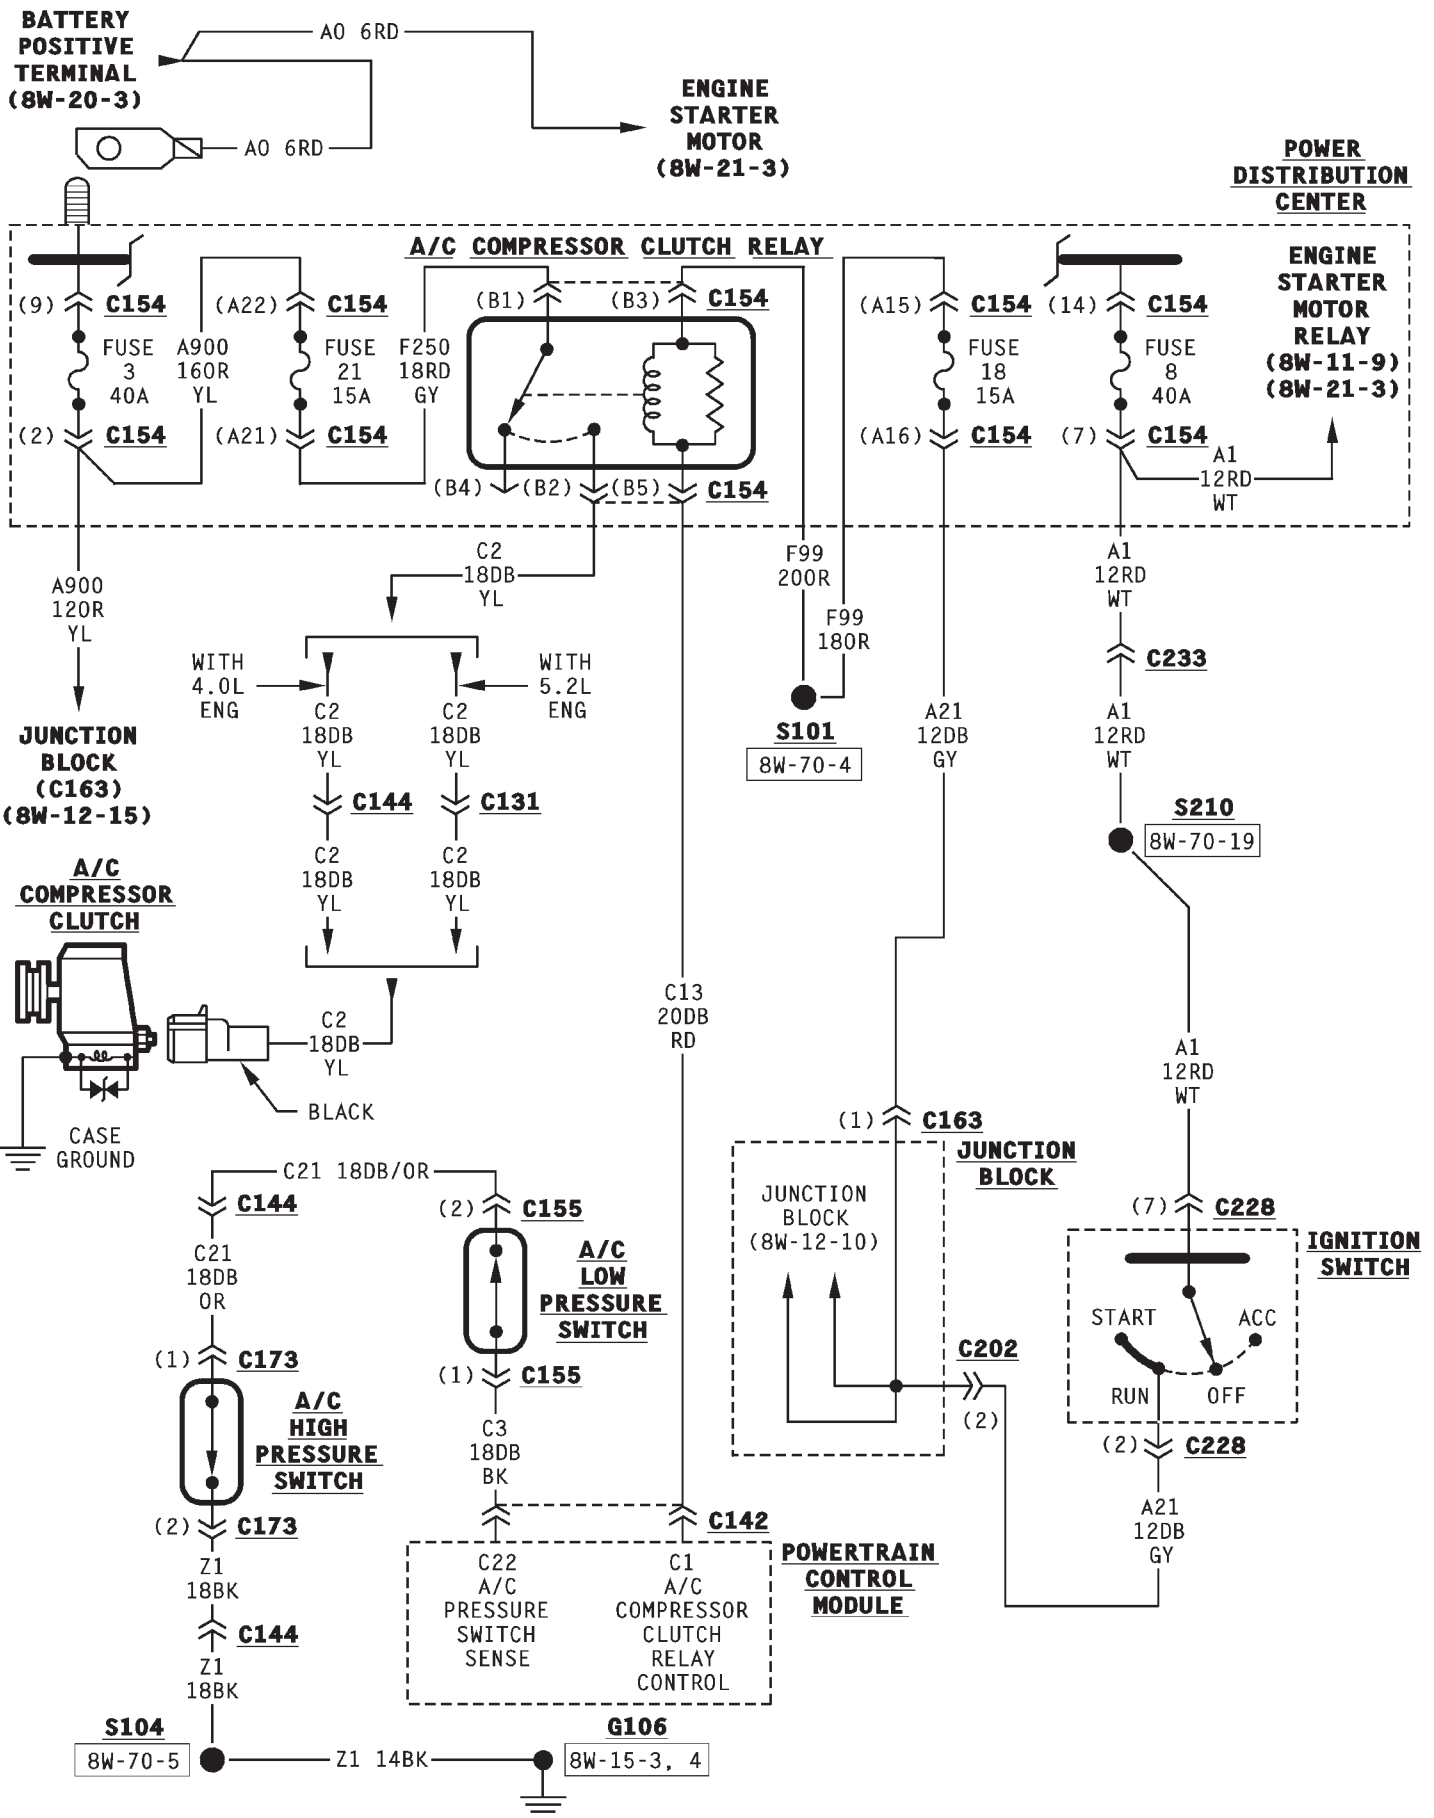 BATTERY
POSITIVE
TERMINAL
(8W-20-3)
A0 6RD
A0 6RD
ENGINE
STARTER
MOTOR
(8W-21-3)
POWER
DISTRIBUTION
CENTER
A/C COMPRESSOR CLUTCH RELAY
ENGINE
STARTER
MOTOR
RELAY
(8W-11-9)
(8W-21-3)
(9) C154
(A22) C154
(B1)
(B3) C154
(A15) C154
(14) C154
FUSE
3
40A
A900
16OR
YL
FUSE
21
15A
F250
18RD
GY
FUSE
18
15A
FUSE
8
40A
(2) C154
(A21) C154
(B4)
(B2)
(B5) C154
(A16) C154
(7) C154
A1
12RD
WT
A900
12OR
YL
C2
18DB
YL
F99
20OR
F99
18OR
A1
12RD
WT
C233
WITH
4.0L
ENG
WITH
5.2L
ENG
C2
18DB
YL
C2
18DB
YL
JUNCTION
BLOCK
(C163)
(8W-12-15)
S101
8W-70-4
A21
12DB
GY
A1
12RD
WT
C144
C131
S210
8W-70-19
C2
18DB
YL
C2
18DB
YL
A/C
COMPRESSOR
CLUTCH
C2
18DB
YL
BLACK
CASE
GROUND
C13
20DB
RD
A1
12RD
WT
(1) C163
JUNCTION
BLOCK
JUNCTION
BLOCK
(8W-12-10)
C21 18DB/OR
C144
(2) C155
(7) C228
IGNITION
SWITCH
C21
18DB
OR
A/C
LOW
PRESSURE
SWITCH
START
ACC
RUN
OFF
C202
(2)
(1) C173
(1) C155
A/C
HIGH
PRESSURE
SWITCH
C3
18DB
BK
(2) C228
A21
12DB
GY
(2) C173
C142
POWERTRAIN
CONTROL
MODULE
Z1
18BK
C22
A/C
PRESSURE
SWITCH
SENSE
C1
A/C
COMPRESSOR
CLUTCH
RELAY
CONTROL
C144
Z1
18BK
S104
8W-70-5
Z1 14BK
G106
8W-15-3, 4